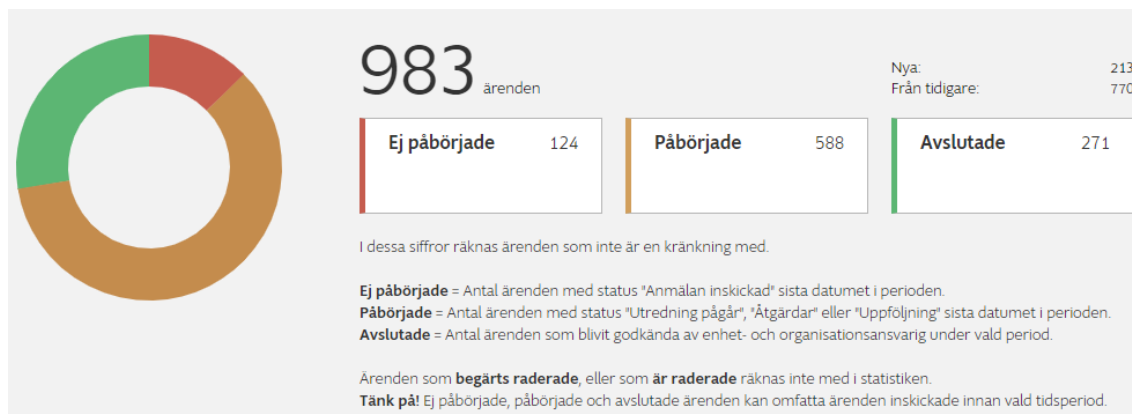 983 ärenden
Nya: 213
Från tidigare: 770
Ej påbörjade 124
Påbörjade 588
Avslutade 271
I dessa siffror räknas ärenden som inte är en kränkning med.
Ej påbörjade = Antal ärenden med status "Anmälan inskickad" sista datumet i perioden.
Påbörjade = Antal ärenden med status "Utredning pågår", "Åtgärdar" eller "Uppföljning" sista datumet i perioden.
Avslutade = Antal ärenden som blivit godkända av enhet- och organisationsansvarig under vald period.
Ärenden som begärts raderade, eller som är raderade räknas inte med i statistiken.
Tänk på! Ej påbörjade, påbörjade och avslutade ärenden kan omfatta ärenden inskickade innan vald tidsperiod.